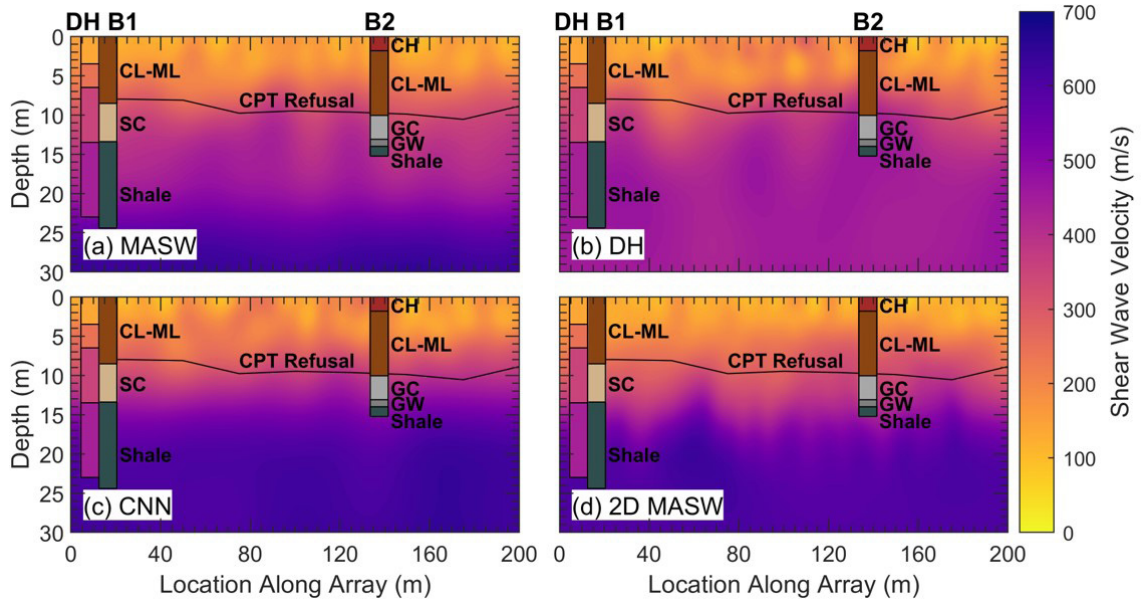 DH B1
B2
B2
0
5
10
15
20
25
30
Depth (m)
CL-ML
SC
Shale
CPT Refusal
CH
CL-ML
GC
GW
Shale
(a) MASW
0
5
10
15
20
25
30
DH B1
CL-ML
SC
Shale
CPT Refusal
CH
CL-ML
GC
GW
Shale
(b) DH
0
5
10
15
20
25
30
Depth (m)
CL-ML
SC
Shale
CPT Refusal
CH
CL-ML
GC
GW
Shale
(c) CNN
0 40 80 120 160 200
Location Along Array (m)
0
5
10
15
20
25
30
CL-ML
SC
Shale
CPT Refusal
CH
CL-ML
GC
GW
Shale
(d) 2D MASW
0 40 80 120 160 200
Location Along Array (m)
700
600
500
400
300
200
100
0
Shear Wave Velocity (m/s)